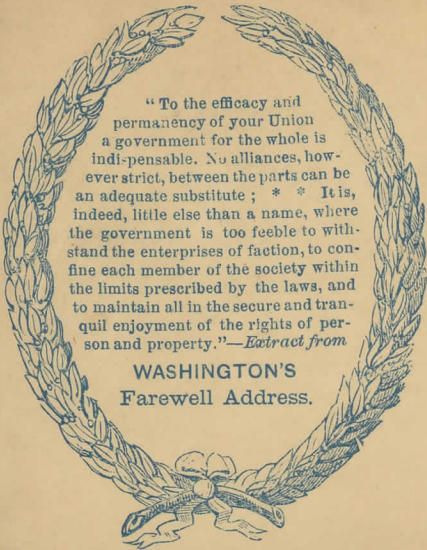 "To the efficacy and
permanency of your Union
a government for the whole is
indi-pensable. No alliances, how-
ever strict, between the parts can be
an adequate substitute; * * It is,
indeed, little else than a name, where
the government is too feeble to with-
stand the enterprises of faction, to con-
fine each member of the society within
the limits prescribed by the laws, and
to maintain all in the secure and tran-
quil enjoyment of the rights of per-
son and property."—Extract from
WASHINGTON'S
Farewell Address.